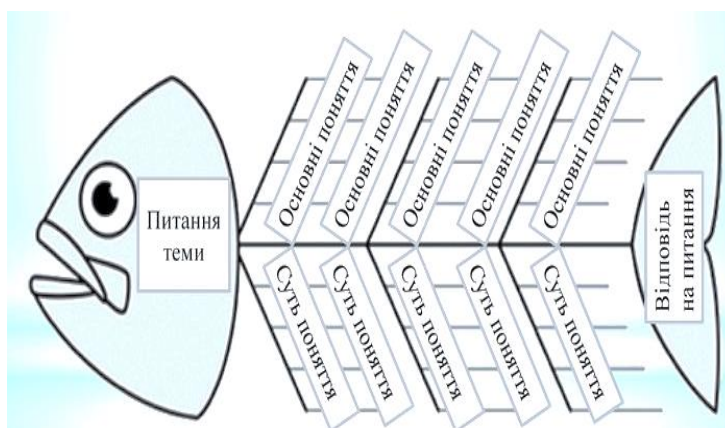 Питання
теми
Основні поняття
Основні поняття
Основні поняття
Основні поняття
Основні поняття
Суть поняття
Суть поняття
Суть поняття
Суть поняття
Суть поняття
Відповідь
на питання